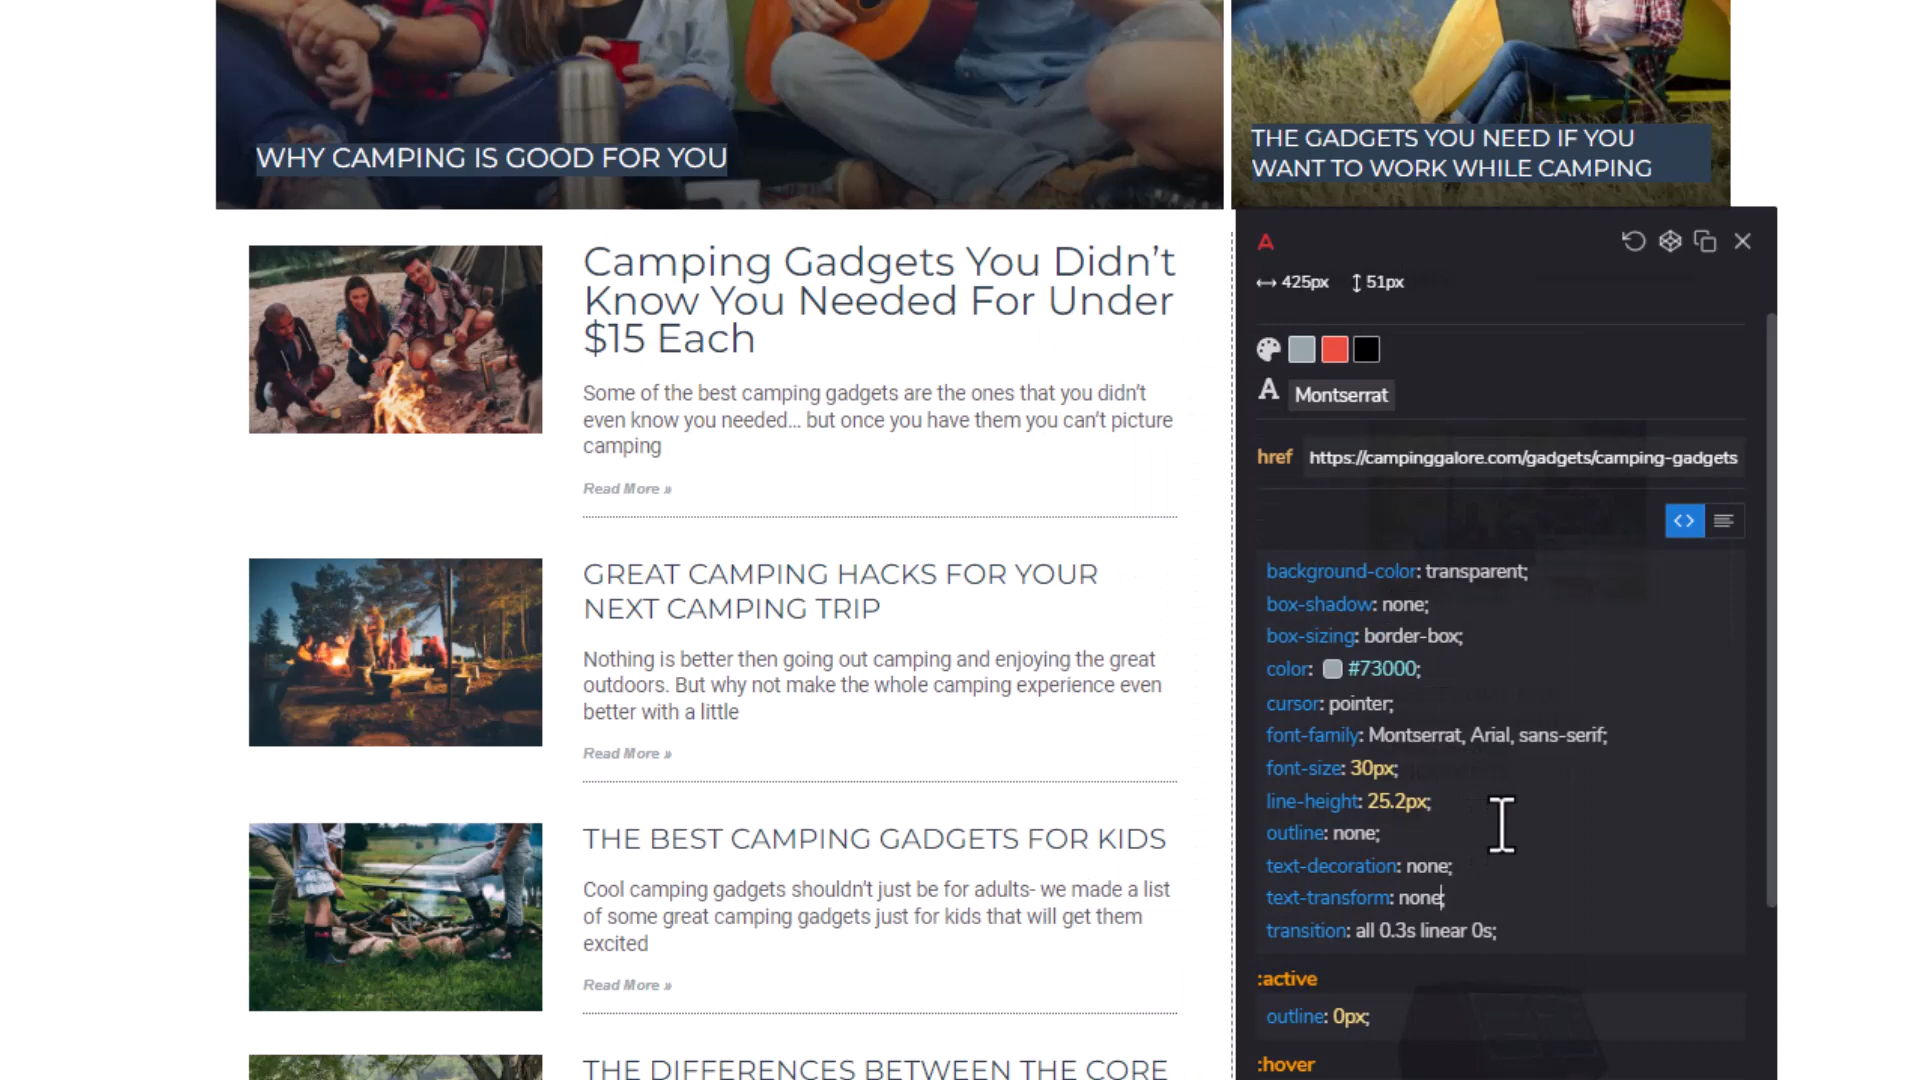 WHY CAMPING IS GOOD FOR YOU
THE GADGETS YOU NEED IF YOU
WANT TO WORK WHILE CAMPING
Camping Gadgets You Didn’t
Know You Needed For Under
$15 Each
Some of the best camping gadgets are the ones that you didn’t
even know you needed… but once you have them you can’t picture
camping
Read More »
GREAT CAMPING HACKS FOR YOUR
NEXT CAMPING TRIP
Nothing is better then going out camping and enjoying the great
outdoors. But why not make the whole camping experience even
better with a little
Read More »
THE BEST CAMPING GADGETS FOR KIDS
Cool camping gadgets shouldn’t just be for adults- we made a list
of some great camping gadgets just for kids that will get them
excited
Read More »
THE DIFFERENCES BETWEEN THE CORE
A
425px 51px
A Montserrat
href https://campinggalore.com/gadgets/camping-gadgets
background-color: transparent;
box-shadow: none;
box-sizing: border-box;
color: #73000;
cursor: pointer;
font-family: Montserrat, Arial, sans-serif;
font-size: 30px;
line-height: 25.2px;
outline: none;
text-decoration: none;
text-transform: none;
transition: all 0.3s linear 0s;
:active
outline: 0px;
:hover